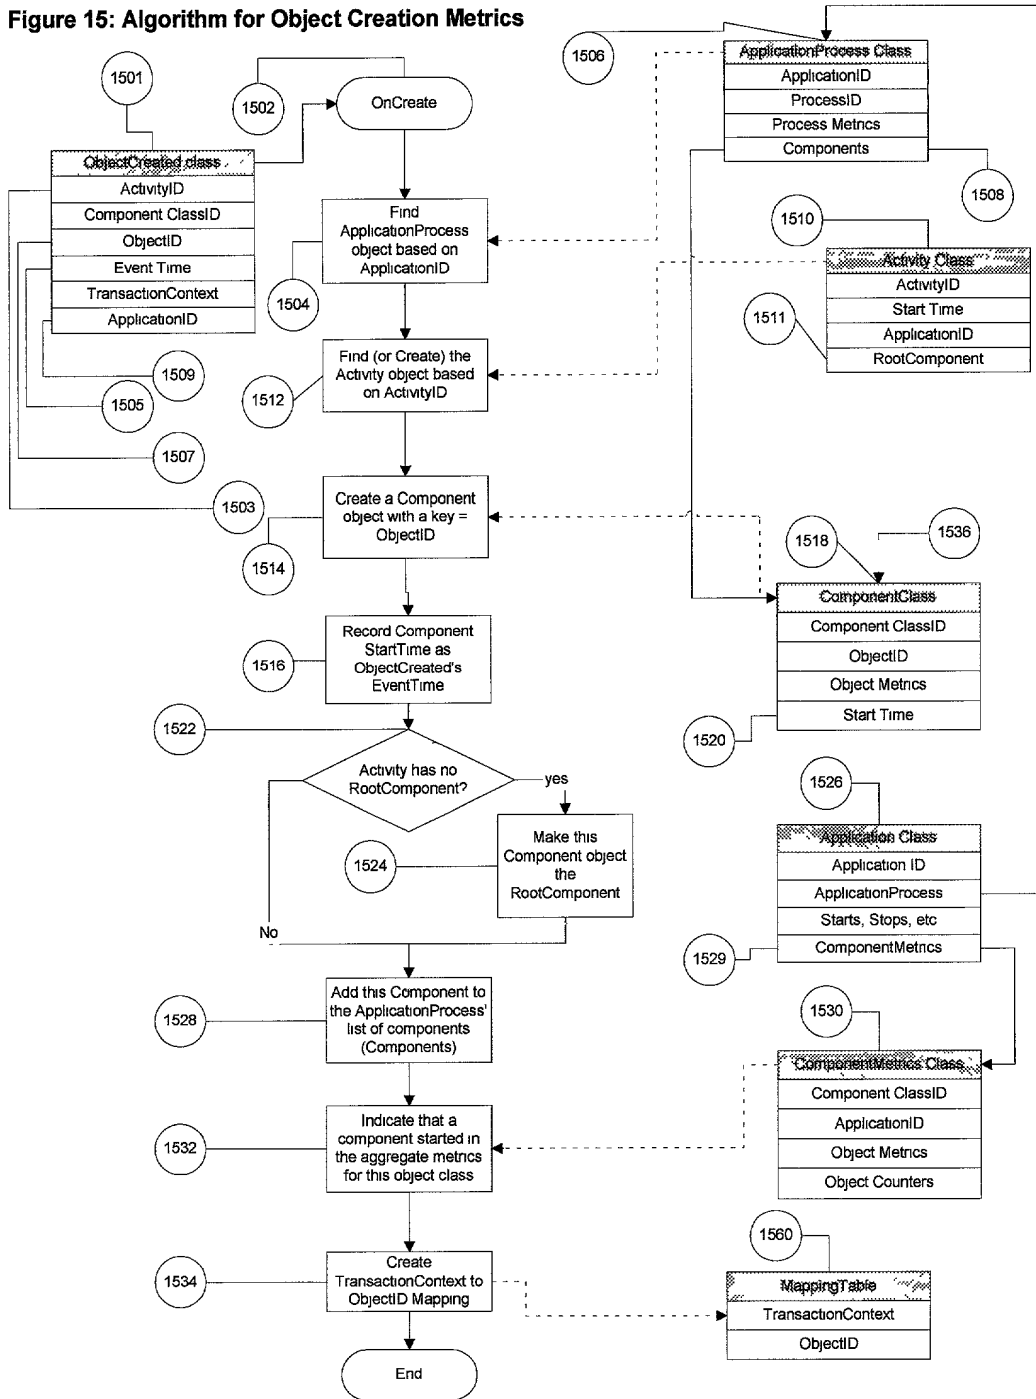 Figure 15: Algorithm for Object Creation Metrics
1501
1502
OnCreate
1506
ApplicationProcess Class
ApplicationID
ProcessID
Process Metrics
Components
1508
ObjectCreated class
ActivityID
Component ClassID
ObjectID
Event Time
TransactionContext
ApplicationID
Find
ApplicationProcess
object based on
ApplicationID
1504
1510
Activity Class
ActivityID
Start Time
ApplicationID
RootComponent
1511
1509
1505
1507
1503
Find (or Create) the
Activity object based
on ActivityID
1512
Create a Component
object with a key =
ObjectID
1514
1518
1536
ComponentClass
Component ClassID
ObjectID
Object Metrics
Start Time
1520
Record Component
StartTime as
ObjectCreated's
EventTime
1516
1522
Activity has no
RootComponent?
yes
No
Make this
Component object
the
RootComponent
1524
1526
Application Class
Application ID
ApplicationProcess
Starts, Stops, etc
ComponentMetrics
1529
Add this Component to
the ApplicationProcess'
list of components
(Components)
1528
1530
ComponentMetrics Class
Component ClassID
ApplicationID
Object Metrics
Object Counters
Indicate that a
component started in
the aggregate metrics
for this object class
1532
Create
TransactionContext to
ObjectID Mapping
1534
1560
MappingTable
TransactionContext
ObjectID
End